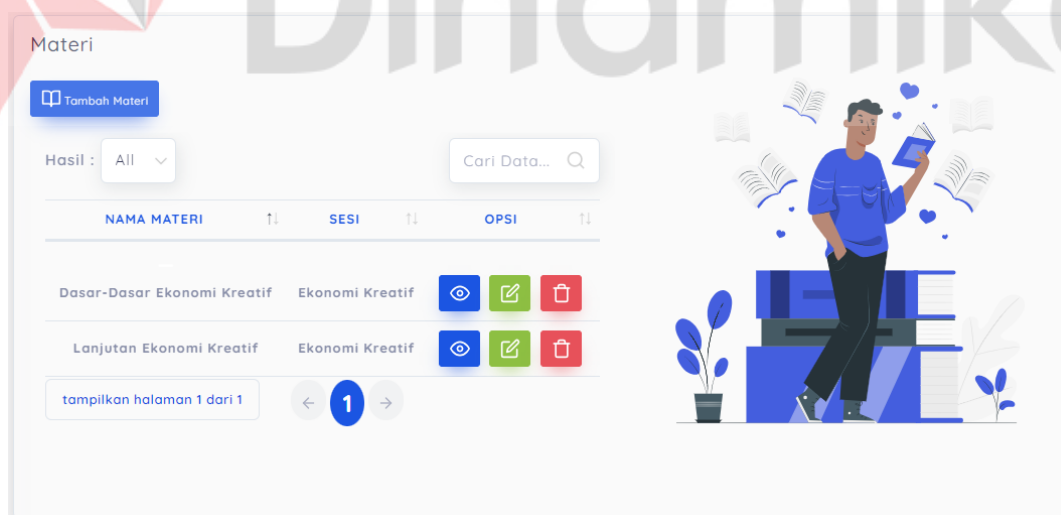 Dinamika
Materi
Tambah Materi
Hasil : All
Cari Data...
NAMA MATERI SESI OPSI
Dasar-Dasar Ekonomi Kreatif Ekonomi Kreatif
Lanjutan Ekonomi Kreatif Ekonomi Kreatif
tampilkan halaman 1 dari 1
1